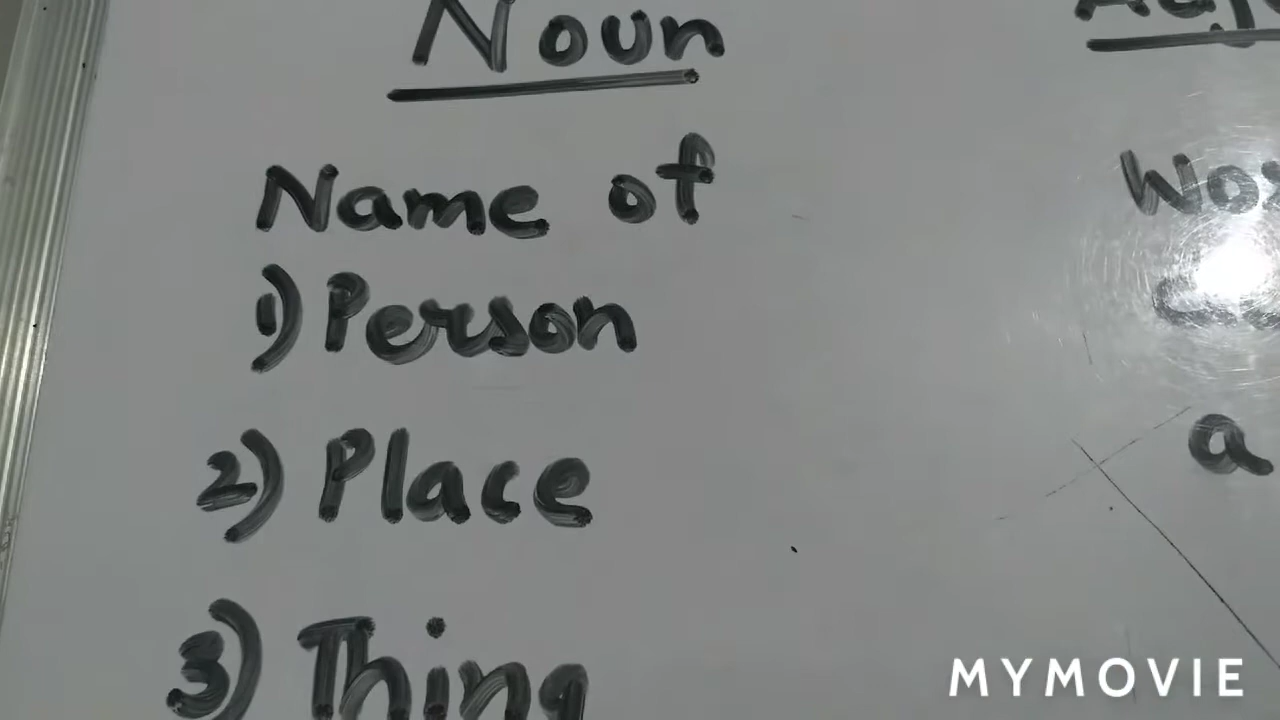 Noun
Name of
1) Person
2) Place
3) Thing
a
MYMOVIE